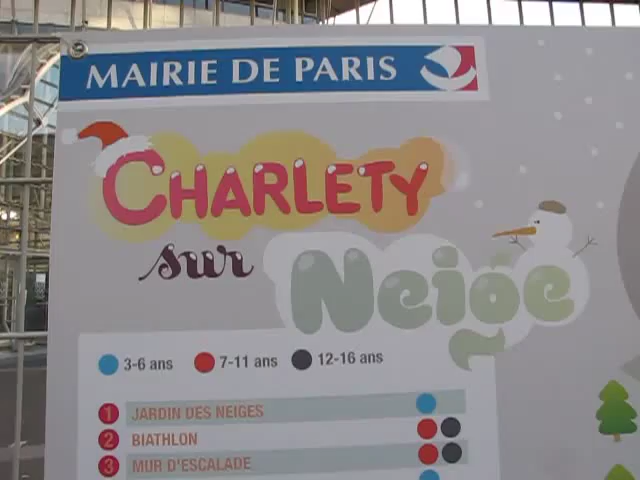 MAIRIE DE PARIS
CHARLETY
sur
Neige
3-6 ans 7-11 ans 12-16 ans
1 JARDIN DES NEIGES
2 BIATHLON
3 MUR D'ESCALADE